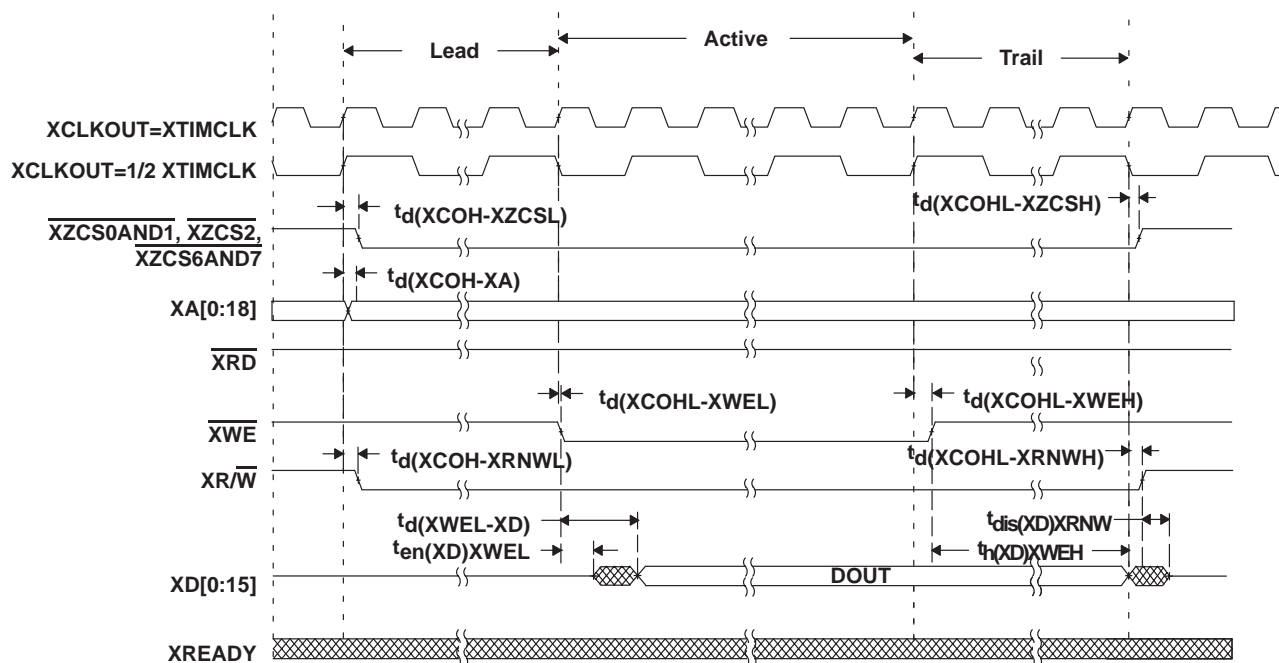 Lead
Active
Trail
XCLKOUT=XTIMCLK
XCLKOUT=1/2 XTIMCLK
td(XCOH-XZCSL)
td(XCOHL-XZCSH)
XZCS0AND1, XZCS2,
XZCS6AND7
td(XCOH-XA)
XA[0:18]
XRD
td(XCOHL-XWEL)
td(XCOHL-XWEH)
XWE
td(XCOH-XRNWL)
td(XCOHL-XRNWH)
XR/W
td(XWEL-XD)
tdis(XD)XRNW
ten(XD)XWEL
th(XD)XWEH
XD[0:15]
DOUT
XREADY